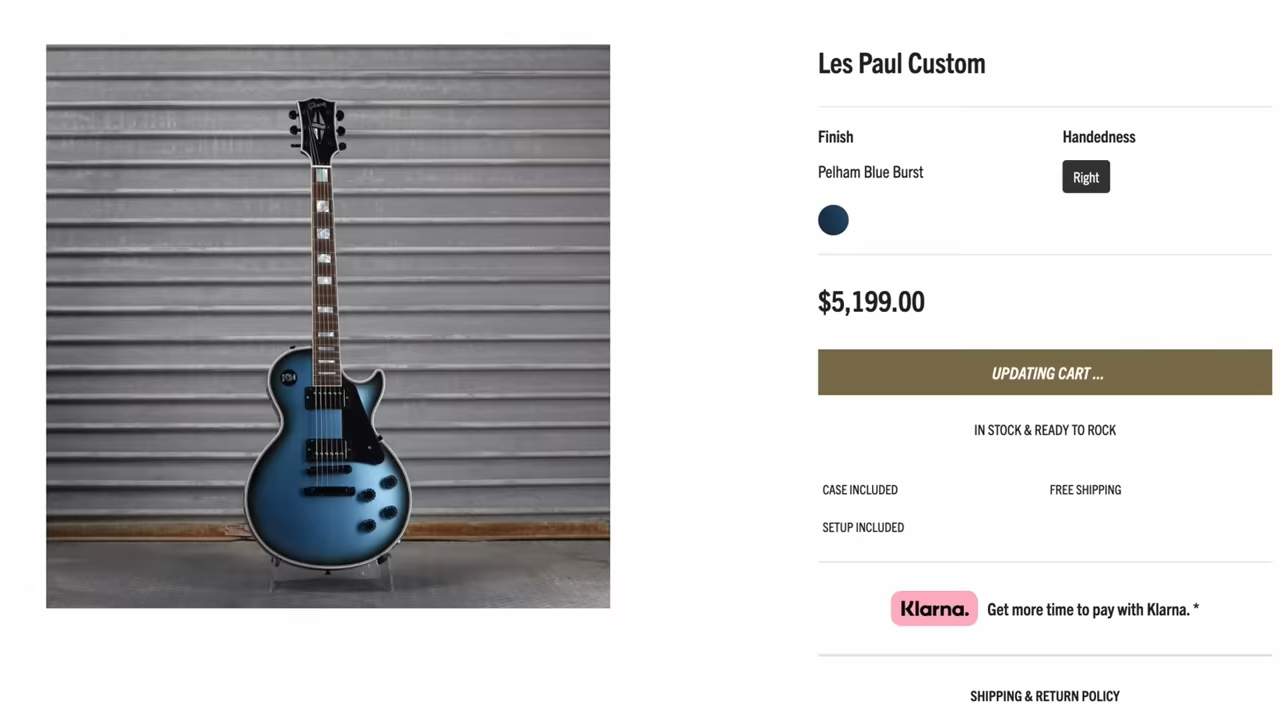 Les Paul Custom
Finish
Handedness
Pelham Blue Burst
Right
$5,199.00
UPDATING CART ...
IN STOCK & READY TO ROCK
CASE INCLUDED
FREE SHIPPING
SETUP INCLUDED
Klarna. Get more time to pay with Klarna. *
SHIPPING & RETURN POLICY
Gibson